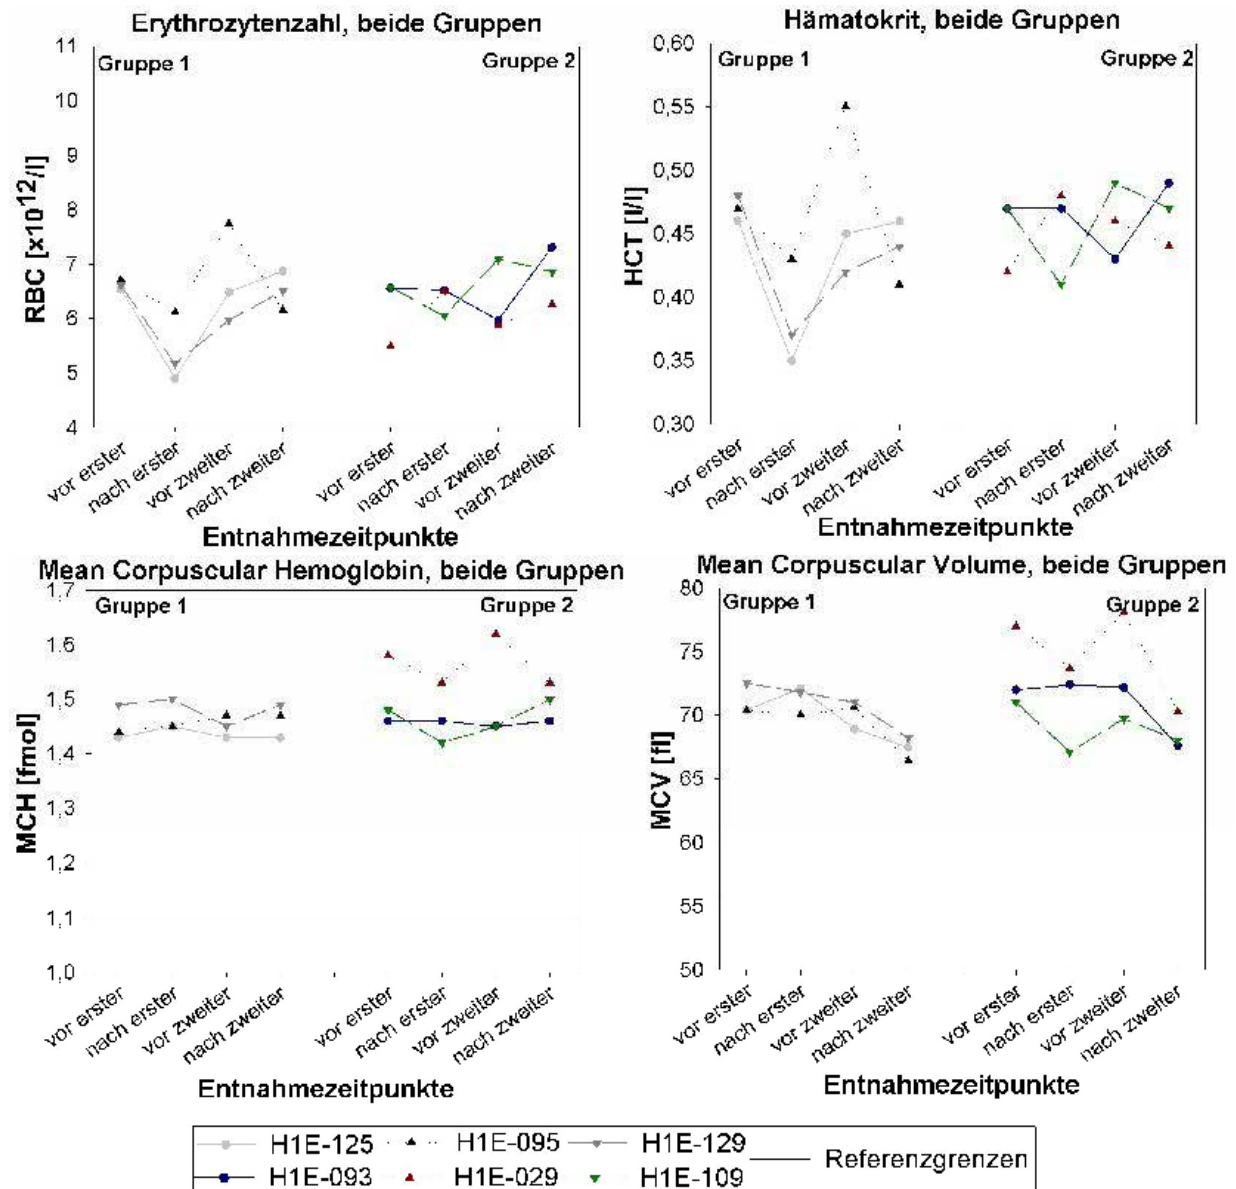 Erythrozytenzahl, beide Gruppen
Gruppe 1
Gruppe 2
11
10
9
8
7
6
5
4
RBC [x10¹²/l]
vor erster
nach erster
vor zweiter
nach zweiter
vor erster
nach erster
vor zweiter
nach zweiter
Entnahmezeitpunkte
Hämatokrit, beide Gruppen
Gruppe 1
Gruppe 2
0,60
0,55
0,50
0,45
0,40
0,35
0,30
HCT [l/l]
vor erster
nach erster
vor zweiter
nach zweiter
vor erster
nach erster
vor zweiter
nach zweiter
Entnahmezeitpunkte
Mean Corpuscular Hemoglobin, beide Gruppen
Gruppe 1
Gruppe 2
1,7
1,6
1,5
1,4
1,3
1,2
1,1
1,0
MCH [fmol]
vor erster
nach erster
vor zweiter
nach zweiter
vor erster
nach erster
vor zweiter
nach zweiter
Entnahmezeitpunkte
Mean Corpuscular Volume, beide Gruppen
Gruppe 1
Gruppe 2
80
75
70
65
60
55
50
MCV [fl]
vor erster
nach erster
vor zweiter
nach zweiter
vor erster
nach erster
vor zweiter
nach zweiter
Entnahmezeitpunkte
H1E-125 H1E-095 H1E-129 Referenzgrenzen
H1E-093 H1E-029 H1E-109